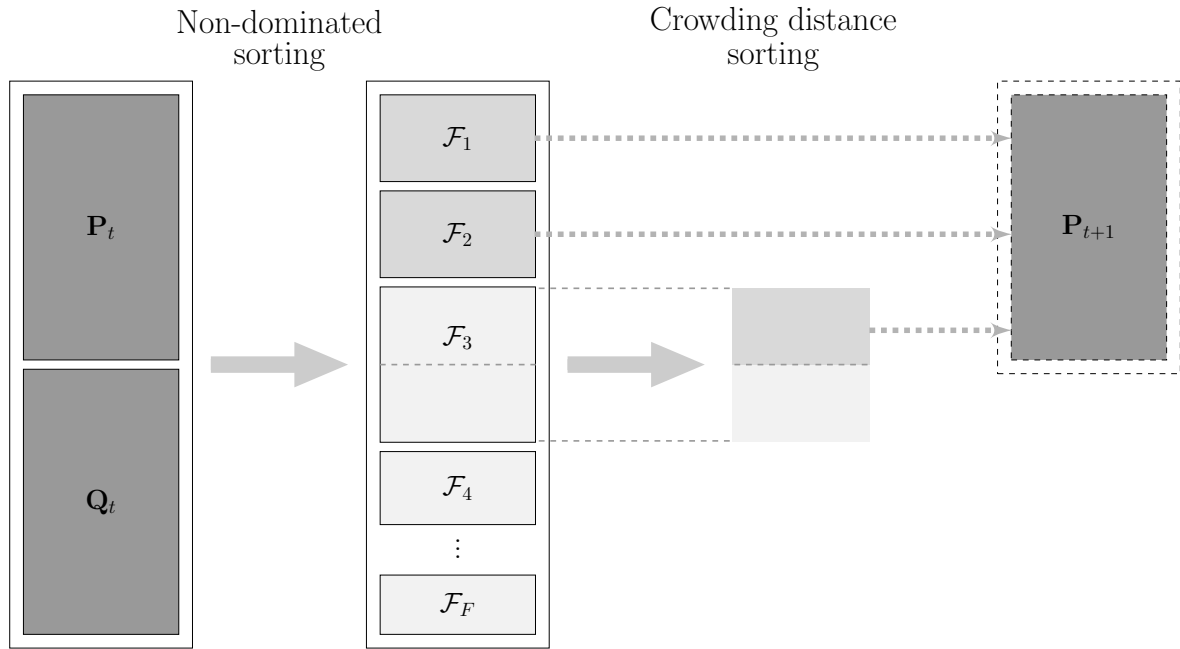 Non-dominated
sorting
Crowding distance
sorting
P_t
Q_t
F_1
F_2
F_3
F_4
⋮
F_F
P_{t+1}